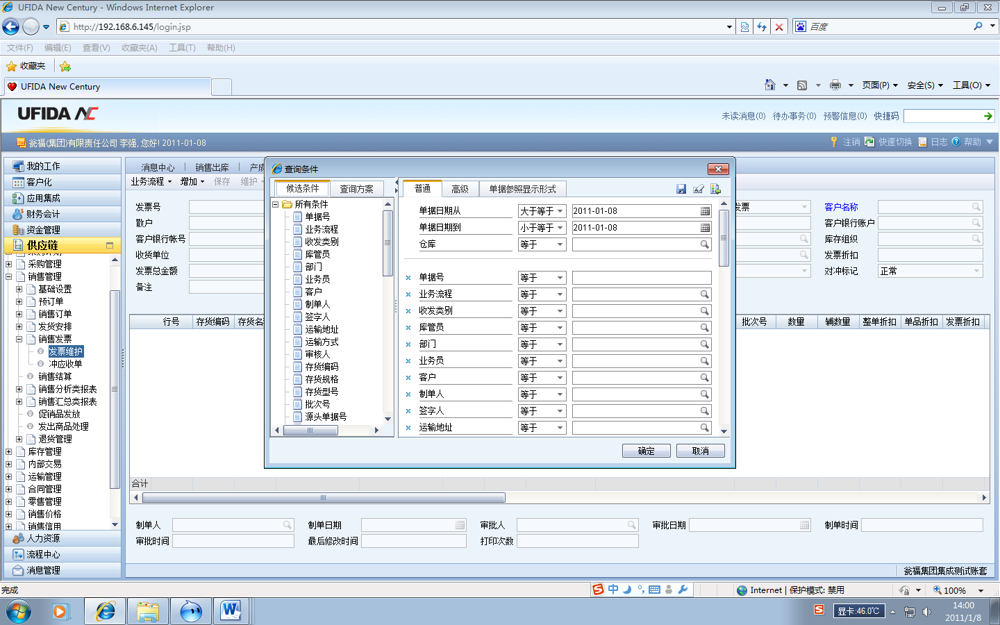 UFIDA New Century - Windows Internet Explorer
http://192.168.6.145/login.jsp
百度
文件(F) 编辑(E) 查看(V) 收藏夹(A) 工具(T) 帮助(H)
收藏夹
UFIDA New Century
页面(P) 安全(S) 工具(O)
UFIDA NC
未读消息(0) 待办事务(0) 预警信息(0) 快捷码
瓮福(集团)有限责任公司 李强, 您好! 2011-01-08
注销 快速切换 日志 帮助
我的工作
客户化
应用集成
财务会计
资金管理
供应链
采购管理
销售管理
基础设置
预订单
销售订单
发货安排
销售发票
发票维护
冲应收单
销售结算
销售分析类报表
销售汇总类报表
促销品发放
发出商品处理
退货管理
库存管理
内部交易
运输管理
合同管理
零售管理
销售价格
销售信用
人力资源
流程中心
消息管理
消息中心 销售出库 产成
业务流程 增加 保存 维护
发票号
散户
客户银行帐号
收货单位
发票总金额
备注
发票
客户名称
客户银行账户
库存组织
发票折扣
对冲标记 正常
行号 存货编码 存货名 批次号 数量 辅数量 整单折扣 单品折扣 发票折扣
合计
制单人 制单日期 审批人 审批日期 制单时间
审批时间 最后修改时间 打印次数
瓮福集团集成测试账套
查询条件
候选条件 查询方案
所有条件
单据号
业务流程
收发类别
库管员
部门
业务员
客户
制单人
签字人
运输地址
运输方式
审核人
存货编码
存货规格
存货型号
批次号
源头单据号
普通 高级 单据参照显示形式
单据日期从 大于等于 2011-01-08
单据日期到 小于等于 2011-01-08
仓库 等于
单据号 等于
业务流程 等于
收发类别 等于
库管员 等于
部门 等于
业务员 等于
客户 等于
制单人 等于
签字人 等于
运输地址 等于
确定 取消
完成
中
Internet | 保护模式: 禁用
100%
显卡:46.0℃
14:00
2011/1/8